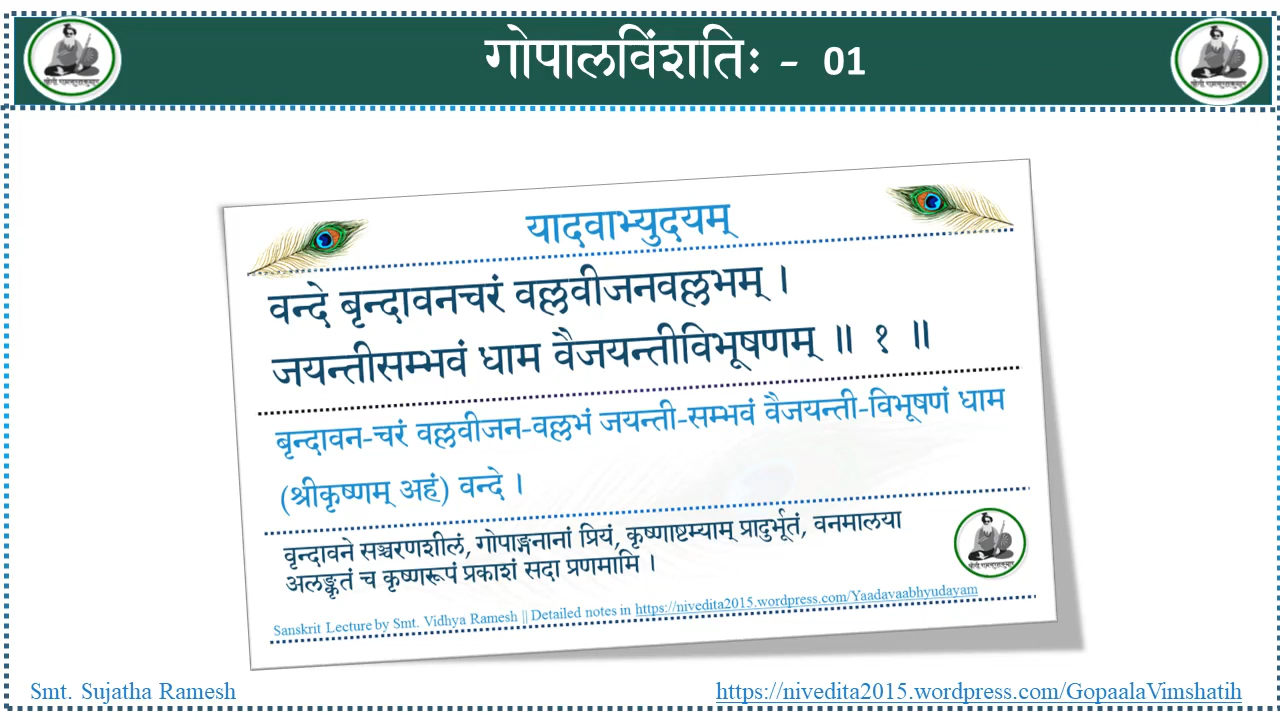 गोपालविंशतिः - 01
यादवाभ्युदयम्
वन्दे बृन्दावनचरं वल्लवीजनवल्लभम् ।
जयन्तीसम्भवं धाम वैजयन्तीविभूषणम् ॥ १ ॥
बृन्दावन-चरं वल्लवीजन-वल्लभं जयन्ती-सम्भवं वैजयन्ती-विभूषणं धाम
(श्रीकृष्णम् अहं) वन्दे ।
वृन्दावने सञ्चरणशीलं, गोपाङ्गनानां प्रियं, कृष्णाष्टम्याम् प्रादुर्भूतं, वनमालया
अलङ्कृतं च कृष्णरूपं प्रकाशं सदा प्रणमामि ।
Sanskrit Lecture by Smt. Vidhya Ramesh || Detailed notes in https://nivedita2015.wordpress.com/Yaadavaabhyudayam
Smt. Sujatha Ramesh
https://nivedita2015.wordpress.com/GopaalaVimshatih